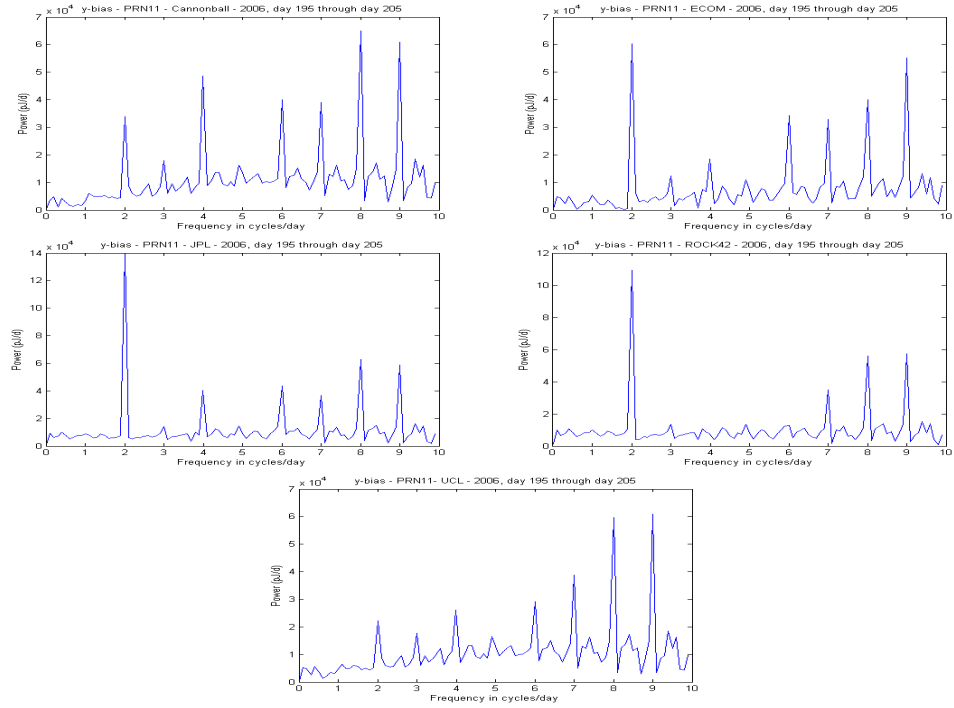 y-bias - PRN11 - Cannonball - 2006, day 195 through day 205
× 10^4
Power (pJ/d)
7
6
5
4
3
2
1
0
0 1 2 3 4 5 6 7 8 9 10
Frequency in cycles/day
y-bias - PRN11 - ECOM - 2006, day 195 through day 205
× 10^4
Power (pJ/d)
7
6
5
4
3
2
1
0
0 1 2 3 4 5 6 7 8 9 10
Frequency in cycles/day
y-bias - PRN11 - JPL - 2006, day 195 through day 205
× 10^4
Power (pJ/d)
14
12
10
8
6
4
2
0
0 1 2 3 4 5 6 7 8 9 10
Frequency in cycles/day
y-bias - PRN11 - ROCK42 - 2006, day 195 through day 205
× 10^4
Power (pJ/d)
12
10
8
6
4
2
0
0 1 2 3 4 5 6 7 8 9 10
Frequency in cycles/day
y-bias - PRN11- UCL - 2006, day 195 through day 205
× 10^4
Power (pJ/d)
7
6
5
4
3
2
1
0
0 1 2 3 4 5 6 7 8 9 10
Frequency in cycles/day